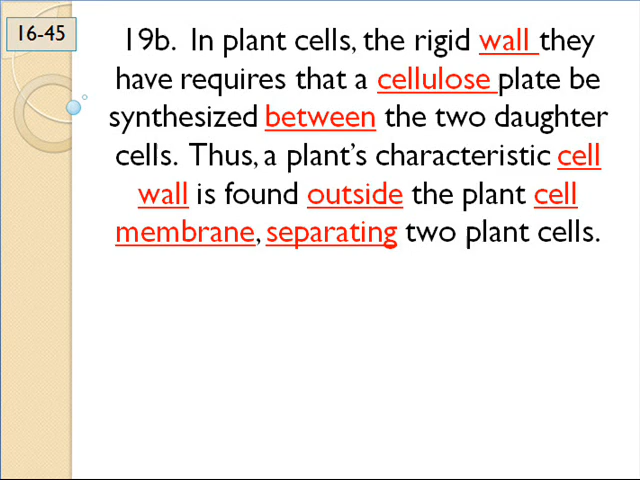 16-45
19b.  In plant cells, the rigid wall they
have requires that a cellulose plate be
synthesized between the two daughter
cells.  Thus, a plant’s characteristic cell
wall is found outside the plant cell
membrane, separating two plant cells.